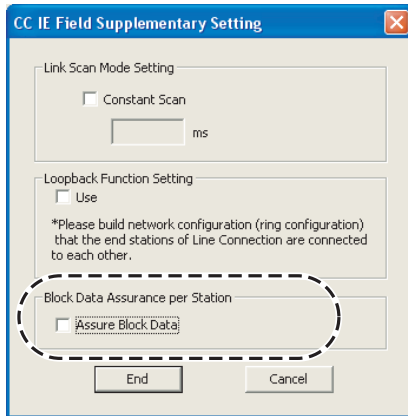 CC IE Field Supplementary Setting
Link Scan Mode Setting
Constant Scan
ms
Loopback Function Setting
Use
*Please build network configuration (ring configuration)
that the end stations of Line Connection are connected
to each other.
Block Data Assurance per Station
Assure Block Data
End
Cancel